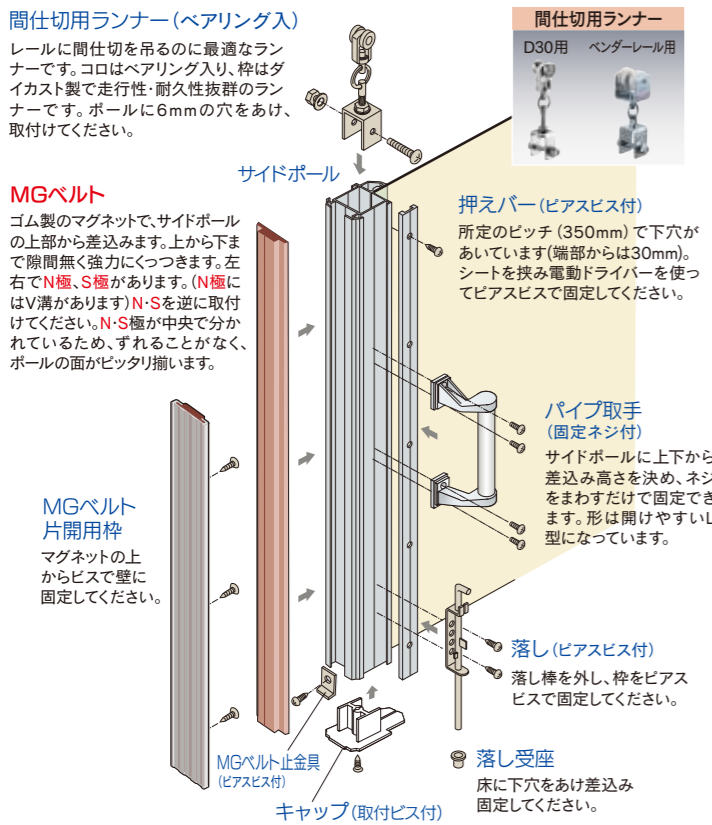 間仕切用ランナー(ベアリング入)
レールに間仕切を吊るのに最適なラン
ナーです。コロはベアリング入り、枠はダ
イカスト製で走行性・耐久性抜群のラン
ナーです。ポールに6mmの穴をあけ、
取付けてください。
間仕切用ランナー
D30用
ベンダーレール用
サイドポール
MGベルト
ゴム製のマグネットで、サイドポール
の上部から差込みます。上から下ま
で隙間無く強力にくっつきます。左
右でN極、S極があります。(N極に
はV溝があります)N・Sを逆に取付
けてください。N・S極が中央で分か
れているため、ずれることがなく、
ポールの面がピッタリ揃います。
押えバー(ピアスビス付)
所定のピッチ(350mm)で下穴が
あいています(端部からは30mm)。
シートを挟み電動ドライバーを使っ
てピアスビスで固定してください。
パイプ取手
(固定ネジ付)
サイドポールに上下から
差込み高さを決め、ネジ
をまわすだけで固定でき
ます。形は開けやすいL
型になっています。
MGベルト
片開用枠
マグネットの上
からビスで壁に
固定してください。
落し(ピアスビス付)
落し棒を外し、枠をピアス
ビスで固定してください。
MGベルト止金具
(ピアスビス付)
キャップ(取付ビス付)
落し受座
床に下穴をあけ差込み
固定してください。